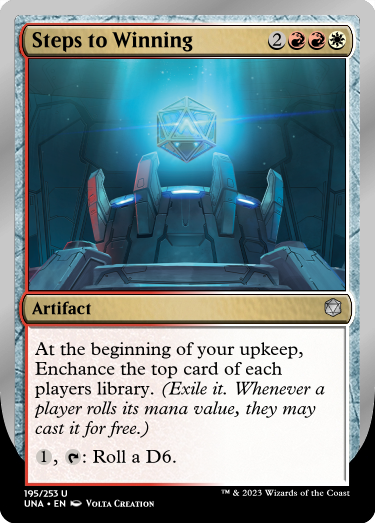 Steps to Winning 2
Artifact
At the beginning of your upkeep,
Enchance the top card of each
players library. (Exile it. Whenever a
player rolls its mana value, they may
cast it for free.)
1, : Roll a D6.
195/253 U
UNA • EN VOLTA CREATION
™ & 2023 Wizards of the Coast